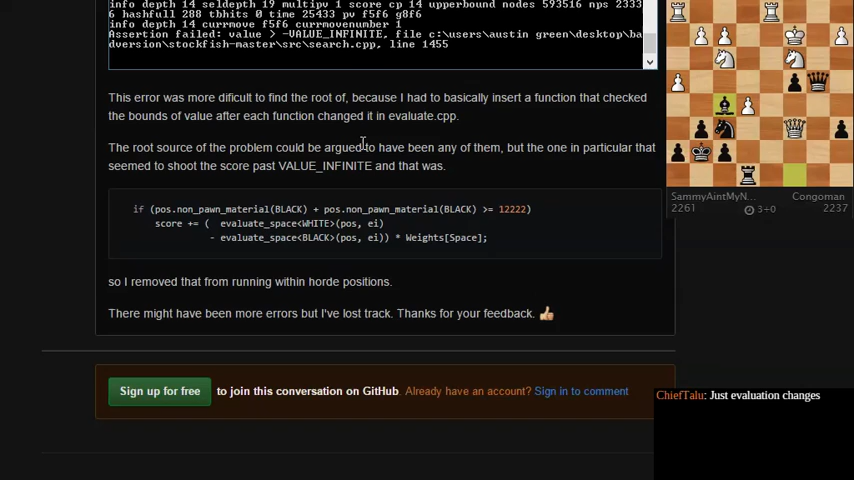 info depth 14 seldepth 19 multipv 1 score cp 14 upperbound nodes 593516 nps 2333
6 hashfull 288 tbhits 0 time 25433 pv f5f6 g8f6
info depth 14 currmove f5f6 currmovenumber 1
Assertion failed: value > -VALUE_INFINITE, file c:\users\austin green\desktop\ba
dversion\stockfish-master\src\search.cpp, line 1455
This error was more dificult to find the root of, because I had to basically insert a function that checked
the bounds of value after each function changed it in evaluate.cpp.
The root source of the problem could be argued to have been any of them, but the one in particular that
seemed to shoot the score past VALUE_INFINITE and that was.
if (pos.non_pawn_material(BLACK) + pos.non_pawn_material(BLACK) >= 12222)
score += ( evaluate_space<WHITE>(pos, ei)
- evaluate_space<BLACK>(pos, ei)) * Weights[Space];
so I removed that from running within horde positions.
There might have been more errors but I've lost track. Thanks for your feedback. 👍
Sign up for free to join this conversation on GitHub. Already have an account? Sign in to comment
SammyAintMyN... Congoman
2261 3+0 2237
ChiefTalu: Just evaluation changes